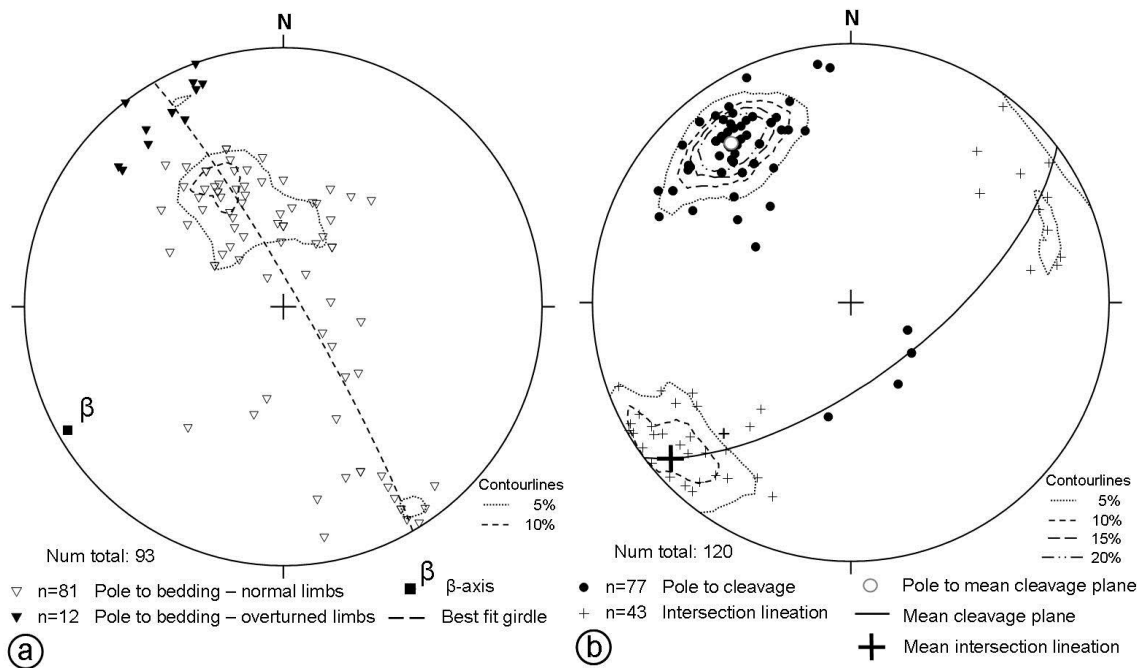 N
β
Contourlines
5%
10%
Num total: 93
▽ n=81 Pole to bedding – normal limbs
▼ n=12 Pole to bedding – overturned limbs
β
■ β-axis
Best fit girdle
a
N
Contourlines
5%
10%
15%
20%
Num total: 120
● n=77 Pole to cleavage
+ n=43 Intersection lineation
Pole to mean cleavage plane
Mean cleavage plane
Mean intersection lineation
b